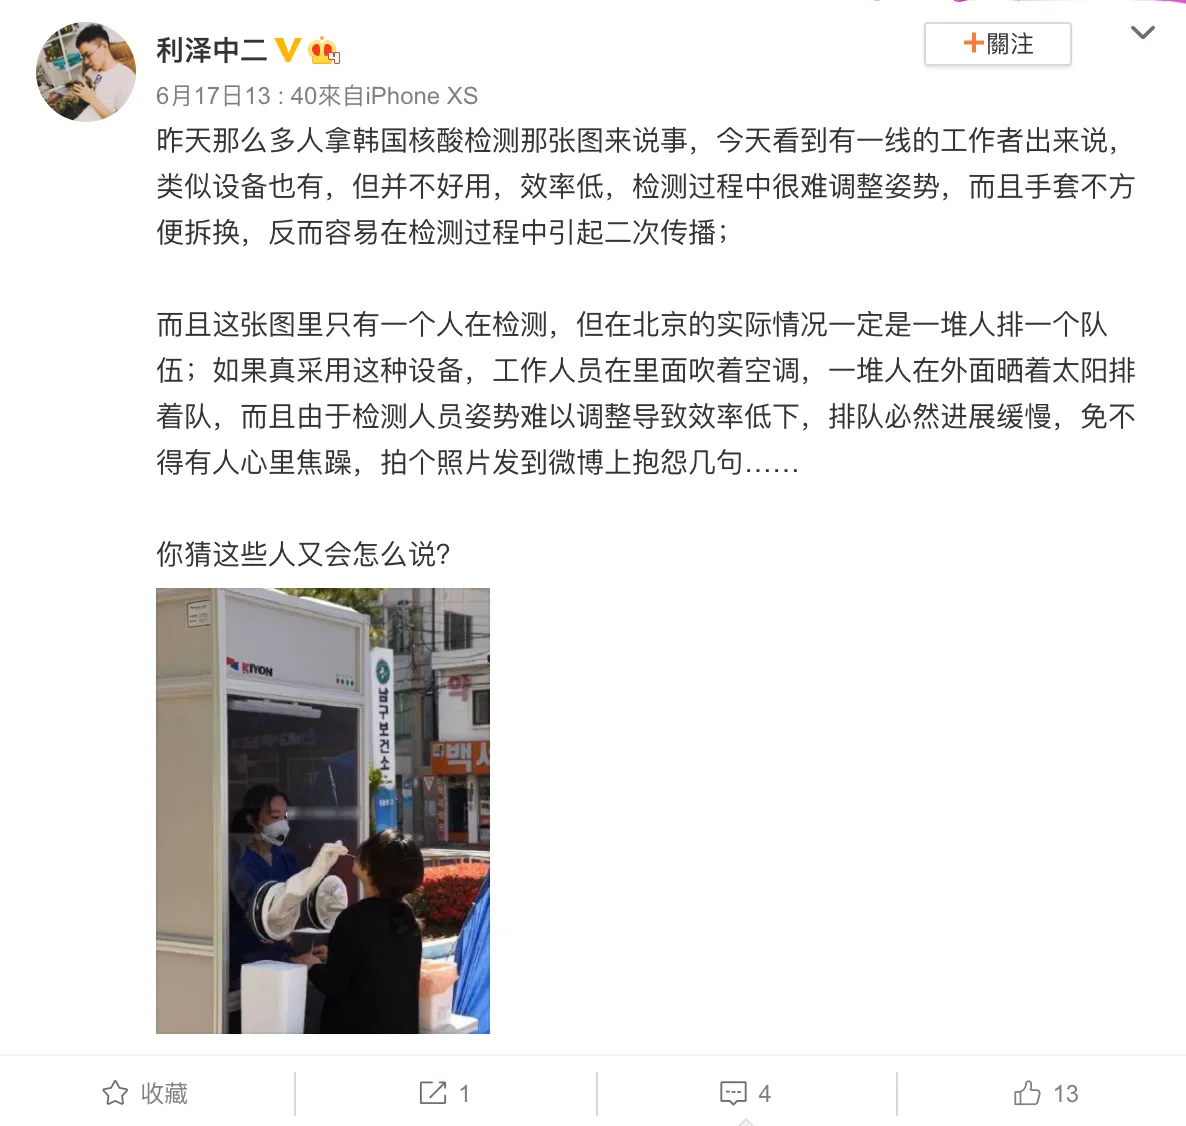 利泽中二
4
+關注
6月17日13 : 40來自iPhone XS
昨天那么多人拿韩国核酸检测那张图来说事，今天看到有一线的工作者出来说，
类似设备也有，但并不好用，效率低，检测过程中很难调整姿势，而且手套不方
便拆换，反而容易在检测过程中引起二次传播；
而且这张图里只有一个人在检测，但在北京的实际情况一定是一堆人排一个队
伍；如果真采用这种设备，工作人员在里面吹着空调，一堆人在外面晒着太阳排
着队，而且由于检测人员姿势难以调整导致效率低下，排队必然进展缓慢，免不
得有人心里焦躁，拍个照片发到微博上抱怨几句……
你猜这些人又会怎么说？
KIYON
남구보건소
약
백세
收藏
1
4
13